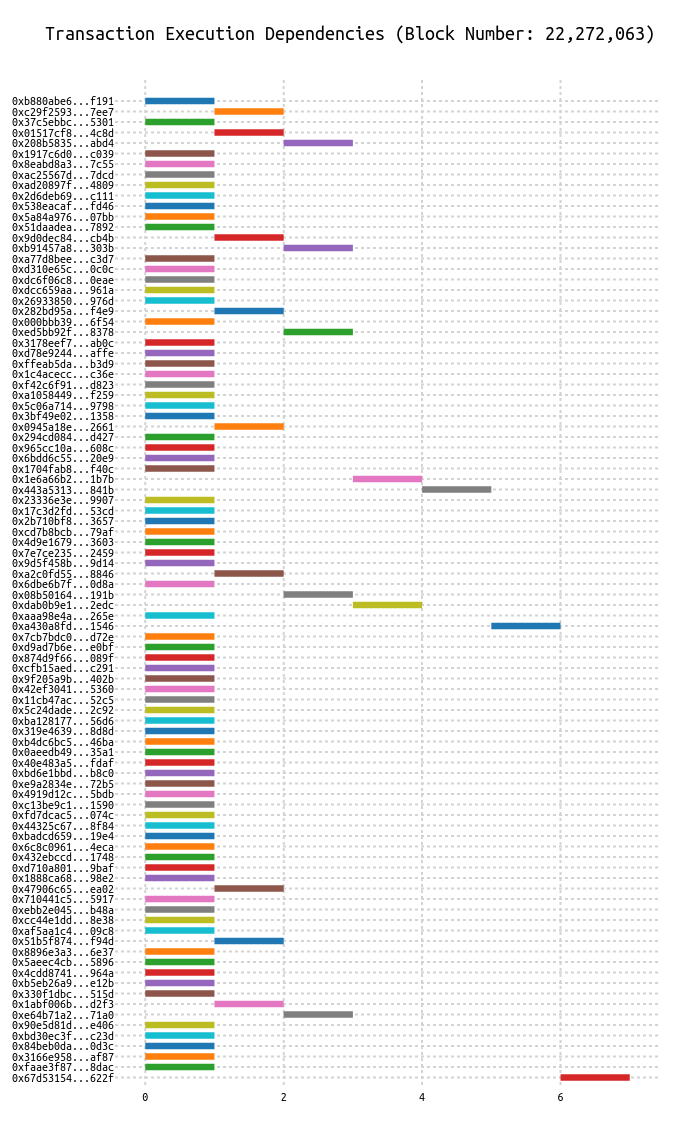 Transaction Execution Dependencies (Block Number: 22,272,063)
0xb880abe6...f191
0xc29f2593...7ee7
0x37c5ebbc...5301
0x01517cf8...4c8d
0x208b5835...abd4
0x1917c6d0...c039
0x8eabd8a3...7c55
0xac25567d...7dcd
0xad20897f...4809
0x2d6deb69...c111
0x538eacaf...fd46
0x5a84a976...07bb
0x51daadea...7892
0x9d0dec84...cb4b
0xb91457a8...303b
0xa77d8bee...c3d7
0xd310e65c...0c0c
0xdc6f06c8...0eae
0xdcc659aa...961a
0x26933850...976d
0x282bd95a...f4e9
0x000bbb39...6f54
0xed5bb92f...8378
0x3178eef7...ab0c
0xd78e9244...affe
0xffeab5da...b3d9
0x1c4acecc...c36e
0xf42c6f91...d823
0xa1058449...f259
0x5c06a714...9798
0x3bf49e02...1358
0x0945a18e...2661
0x294cd084...d427
0x965cc10a...608c
0x6bdd6c55...20e9
0x1704fab8...f40c
0x1e6a66b2...1b7b
0x443a5313...841b
0x23336e3e...9907
0x17c3d2fd...53cd
0x2b710bf8...3657
0xcd7b8bcb...79af
0x4d9e1679...3603
0x7e7ce235...2459
0x9d5f458b...9d14
0xa2c0fd55...8846
0x6dbe6b7f...0d8a
0x08b50164...191b
0xdab0b9e1...2edc
0xaaa98e4a...265e
0xa430a8fd...1546
0x7cb7bdc0...d72e
0xd9ad7b6e...e0bf
0x874d9f66...089f
0xcfb15aed...c291
0x9f205a9b...402b
0x42ef3041...5360
0x11cb47ac...52c5
0x5c24dade...2c92
0xba128177...56d6
0x319e4639...8d8d
0xb4dc6bc5...46ba
0x0aeedb49...35a1
0x40e483a5...fdaf
0xbd6e1bbd...b8c0
0xe9a2834e...72b5
0x4919d12c...5bdb
0xc13be9c1...1590
0xfd7dcac5...074c
0x44325c67...8f84
0xbadcd659...19e4
0x6c8c0961...4eca
0x432ebccd...1748
0xd710a801...9baf
0x1888ca68...98e2
0x47906c65...ea02
0x710441c5...5917
0xebb2e045...b48a
0xcc44e1dd...8e38
0xaf5aa1c4...09c8
0x51b5f874...f94d
0x8896e3a3...6e37
0x5aeec4cb...5896
0x4cdd8741...964a
0xb5eb26a9...e12b
0x330f1dbc...515d
0x1abf006b...d2f3
0xe64b71a2...71a0
0x90e5d81d...e406
0xbd30ec3f...c23d
0x84beb0da...0d3c
0x3166e958...af87
0xfaae3f87...8dac
0x67d53154...622f
0 2 4 6